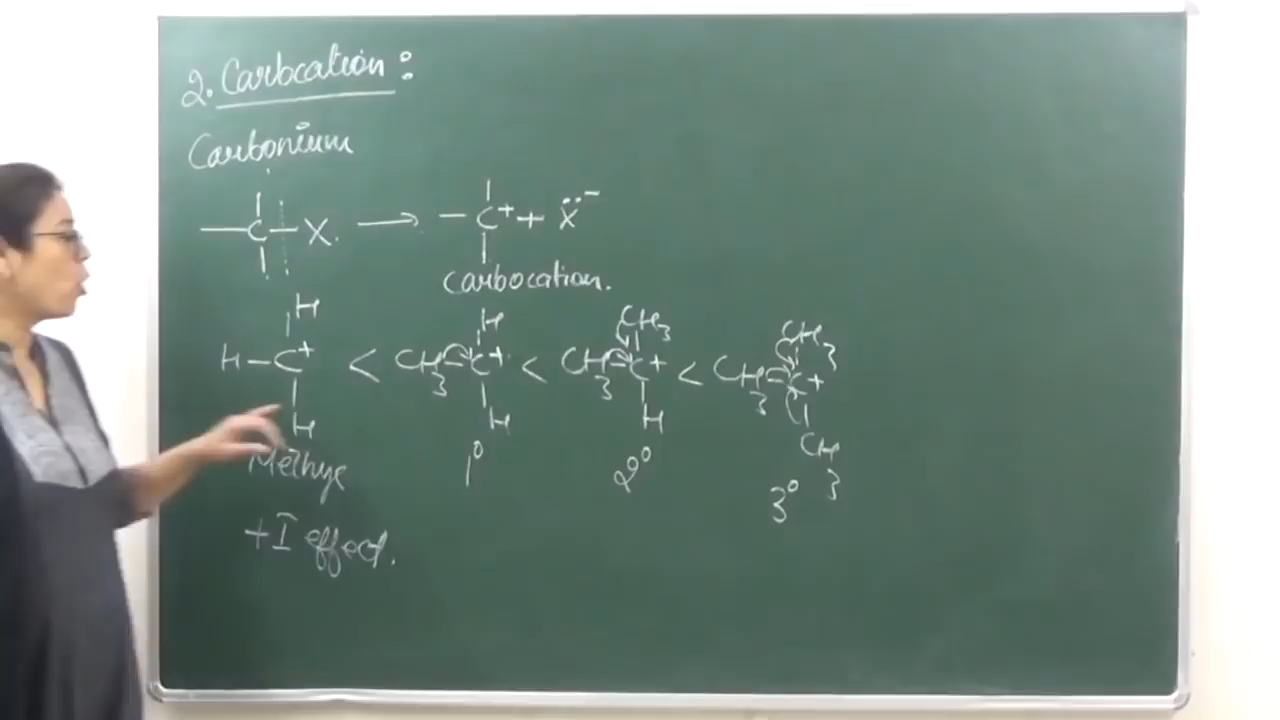 2. Carbocation:
Carbonium
—C—X. → —C+ + Ẍ⁻
Carbocation.
H H CH3 CH3
H—C+ < CH3—C+ < CH3—C+ < CH3—C+
H H H CH3
Methyl 1° 2° 3°
+I effect.